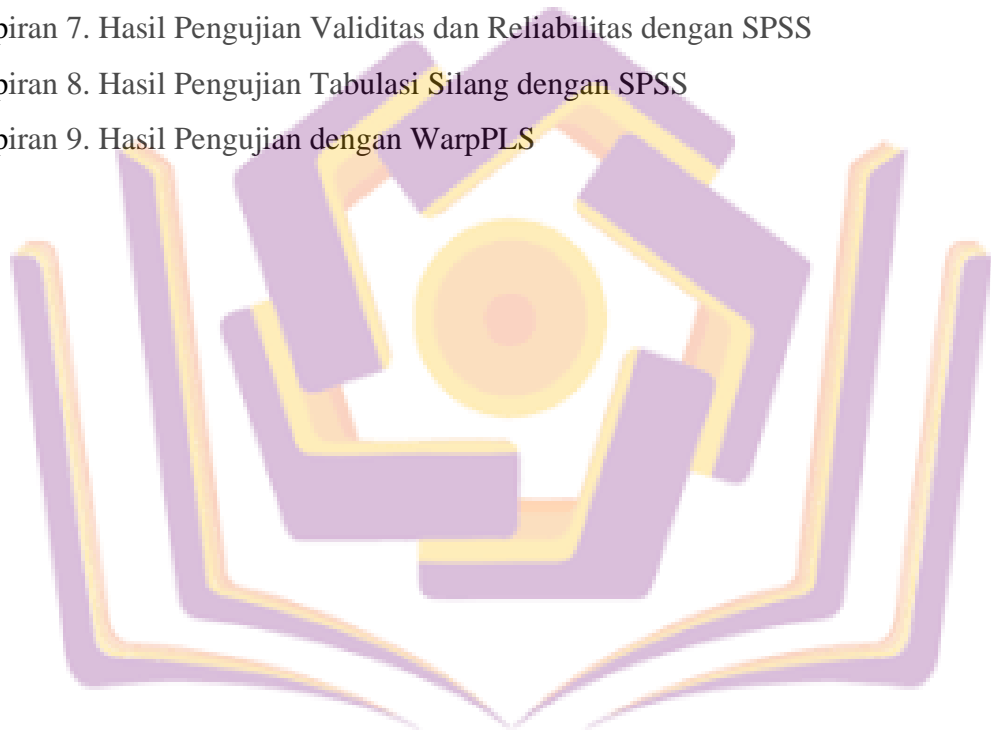 piran 7. Hasil Pengujian Validitas dan Reliabilitas dengan SPSS
piran 8. Hasil Pengujian Tabulasi Silang dengan SPSS
piran 9. Hasil Pengujian dengan WarpPLS